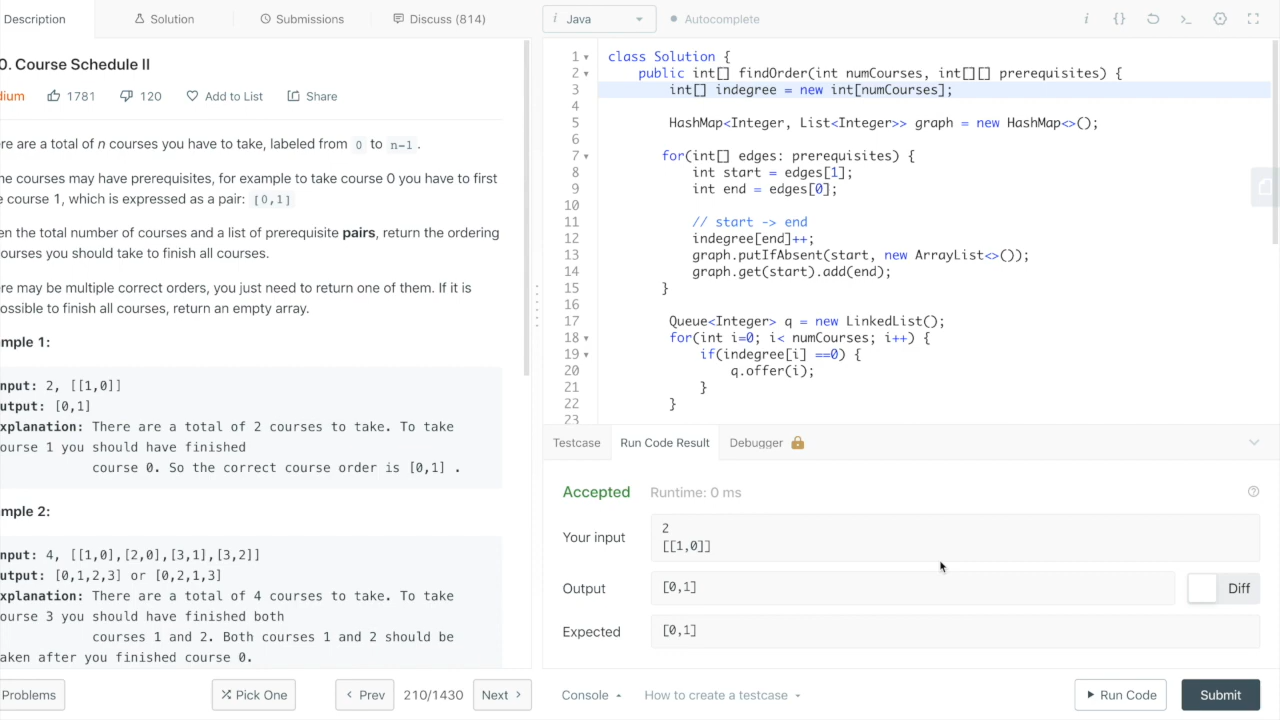 Description
Solution
Submissions
Discuss (814)
0. Course Schedule II
dium
1781
120
Add to List
Share
re are a total of n courses you have to take, labeled from 0 to n-1.
ne courses may have prerequisites, for example to take course 0 you have to first
e course 1, which is expressed as a pair: [0,1]
en the total number of courses and a list of prerequisite pairs, return the ordering
ourses you should take to finish all courses.
re may be multiple correct orders, you just need to return one of them. If it is
ossible to finish all courses, return an empty array.
mple 1:
nput: 2, [[1,0]]
utput: [0,1]
xplanation: There are a total of 2 courses to take. To take
ourse 1 you should have finished
course 0. So the correct course order is [0,1] .
mple 2:
nput: 4, [[1,0],[2,0],[3,1],[3,2]]
utput: [0,1,2,3] or [0,2,1,3]
xplanation: There are a total of 4 courses to take. To take
ourse 3 you should have finished both
courses 1 and 2. Both courses 1 and 2 should be
aken after you finished course 0.
Problems
Pick One
Prev
210/1430
Next
i Java
Autocomplete
i {}
1 class Solution {
2 public int[] findOrder(int numCourses, int[][] prerequisites) {
3 int[] indegree = new int[numCourses];
4
5 HashMap<Integer, List<Integer>> graph = new HashMap<>();
6
7 for(int[] edges: prerequisites) {
8 int start = edges[1];
9 int end = edges[0];
10
11 // start -> end
12 indegree[end]++;
13 graph.putIfAbsent(start, new ArrayList<>());
14 graph.get(start).add(end);
15 }
16
17 Queue<Integer> q = new LinkedList();
18 for(int i=0; i< numCourses; i++) {
19 if(indegree[i] ==0) {
20 q.offer(i);
21 }
22 }
23
Testcase
Run Code Result
Debugger
Accepted
Runtime: 0 ms
Your input
2
[[1,0]]
Output
[0,1]
Diff
Expected
[0,1]
Console
How to create a testcase
Run Code
Submit